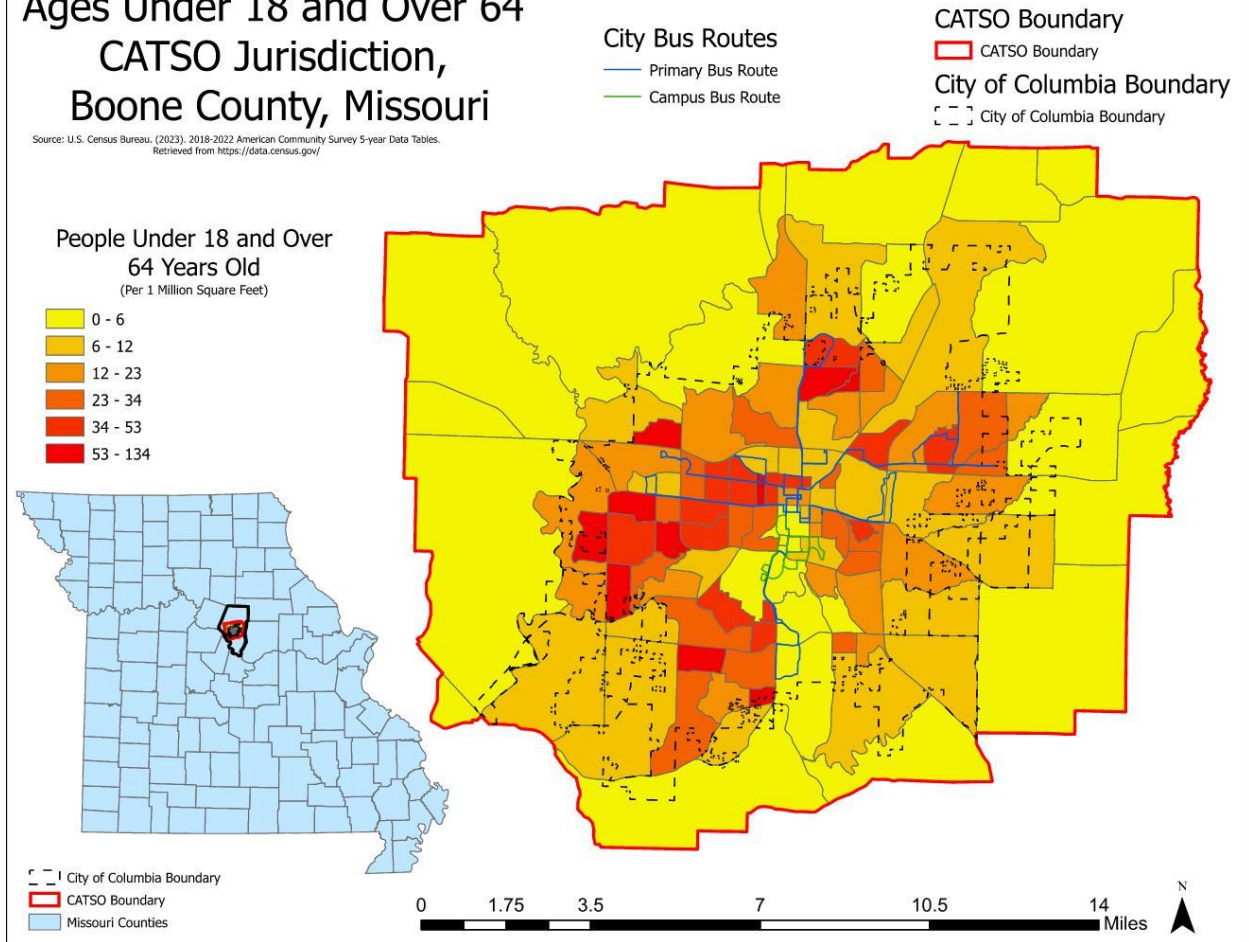 Ages Under 18 and Over 64
CATSO Jurisdiction,
Boone County, Missouri
Source: U.S. Census Bureau. (2023). 2018-2022 American Community Survey 5-year Data Tables.
Retrieved from https://data.census.gov/
City Bus Routes
Primary Bus Route
Campus Bus Route
CATSO Boundary
CATSO Boundary
City of Columbia Boundary
City of Columbia Boundary
People Under 18 and Over
64 Years Old
(Per 1 Million Square Feet)
0 - 6
6 - 12
12 - 23
23 - 34
34 - 53
53 - 134
City of Columbia Boundary
CATSO Boundary
Missouri Counties
0 1.75 3.5 7 10.5 14
Miles
N